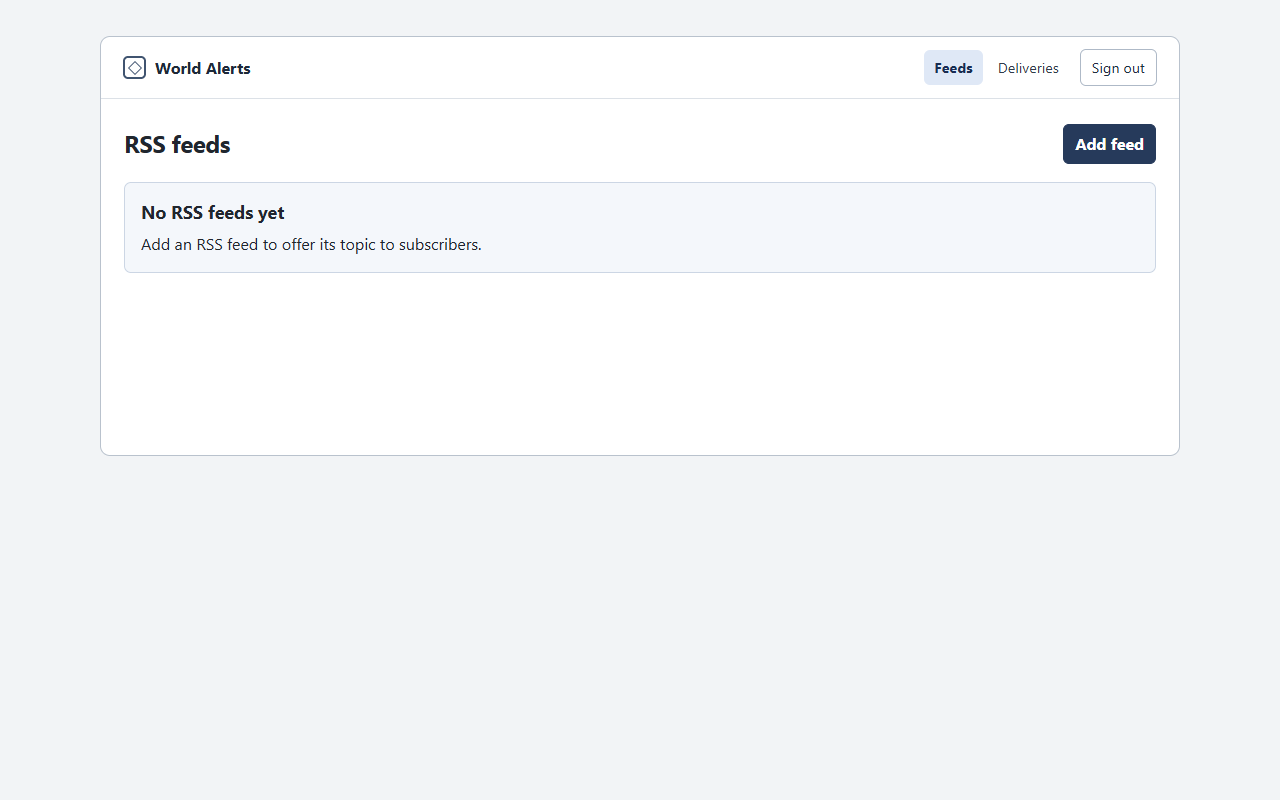 World Alerts
Feeds
Deliveries
Sign out
RSS feeds
Add feed
No RSS feeds yet
Add an RSS feed to offer its topic to subscribers.